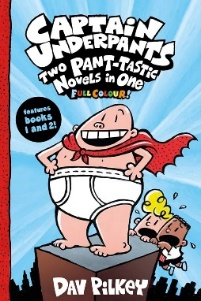 CAPTAIN
UNDERPANTS
TWO PANT-TASTIC
NOVELS IN ONE
FULL COLOUR!
features
books
1 and 2!
DAV PILKEY